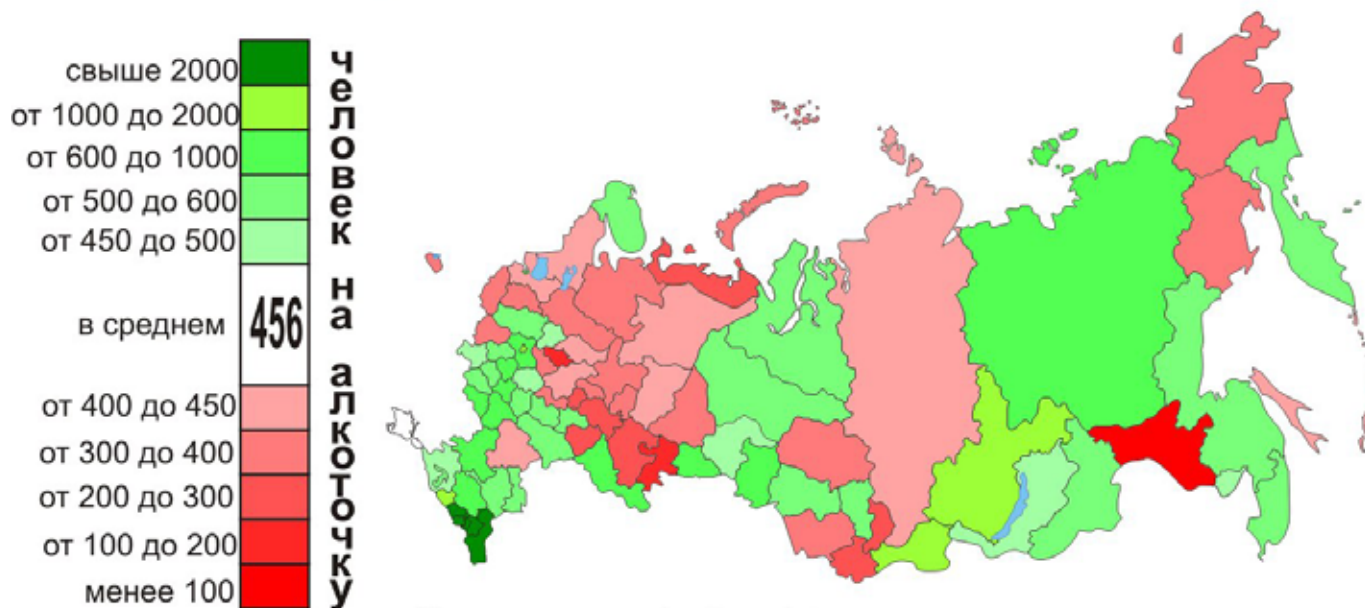 свыше 2000
от 1000 до 2000
от 600 до 1000
от 500 до 600
от 450 до 500
в среднем 456
от 400 до 450
от 300 до 400
от 200 до 300
от 100 до 200
менее 100
человек на алкоточку